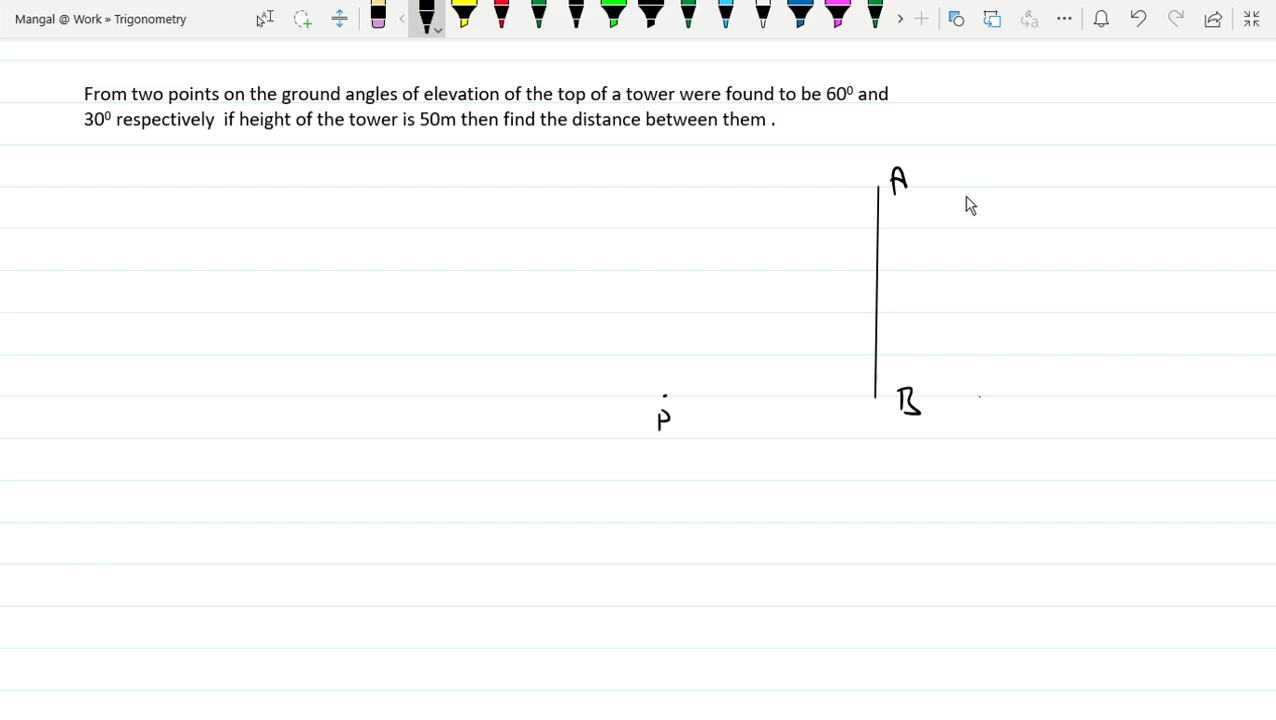 Mangal @ Work » Trigonometry
From two points on the ground angles of elevation of the top of a tower were found to be 60⁰ and
30⁰ respectively if height of the tower is 50m then find the distance between them .
A
B
P